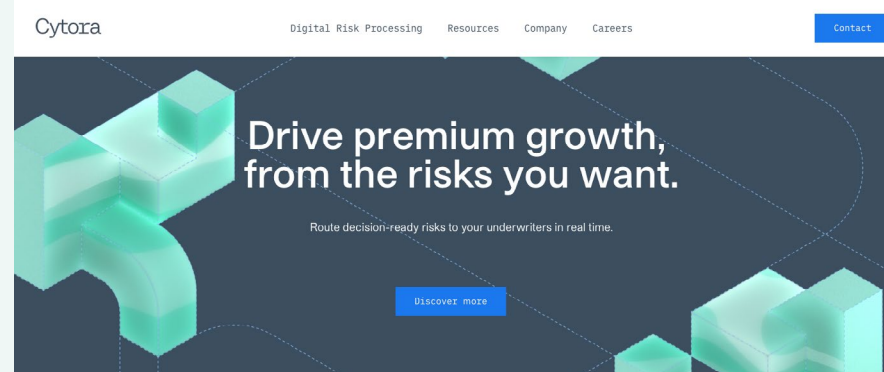 Cytora
Digital Risk Processing
Resources
Company
Careers
Contact
Drive premium growth,
from the risks you want.
Route decision-ready risks to your underwriters in real time.
Discover more